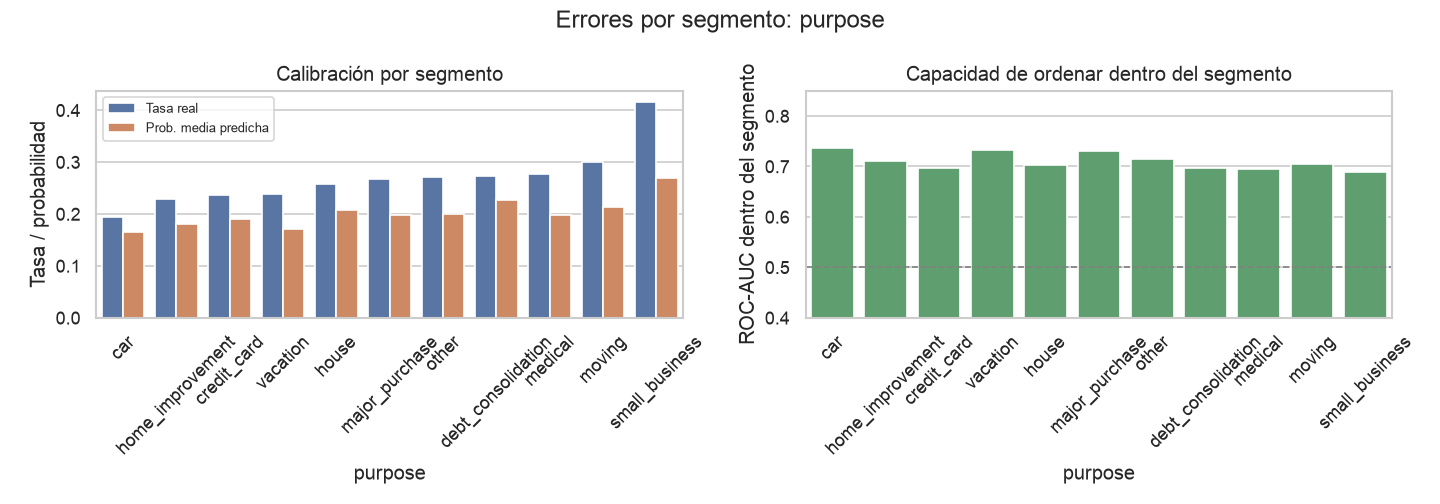 Errores por segmento: purpose
Calibración por segmento
Tasa / probabilidad
0.4
0.3
0.2
0.1
0.0
Tasa real
Prob. media predicha
car
home_improvement
credit_card
vacation
house
major_purchase
other
debt_consolidation
medical
moving
small_business
purpose
Capacidad de ordenar dentro del segmento
ROC-AUC dentro del segmento
0.8
0.7
0.6
0.5
0.4
car
home_improvement
credit_card
vacation
house
major_purchase
other
debt_consolidation
medical
moving
small_business
purpose